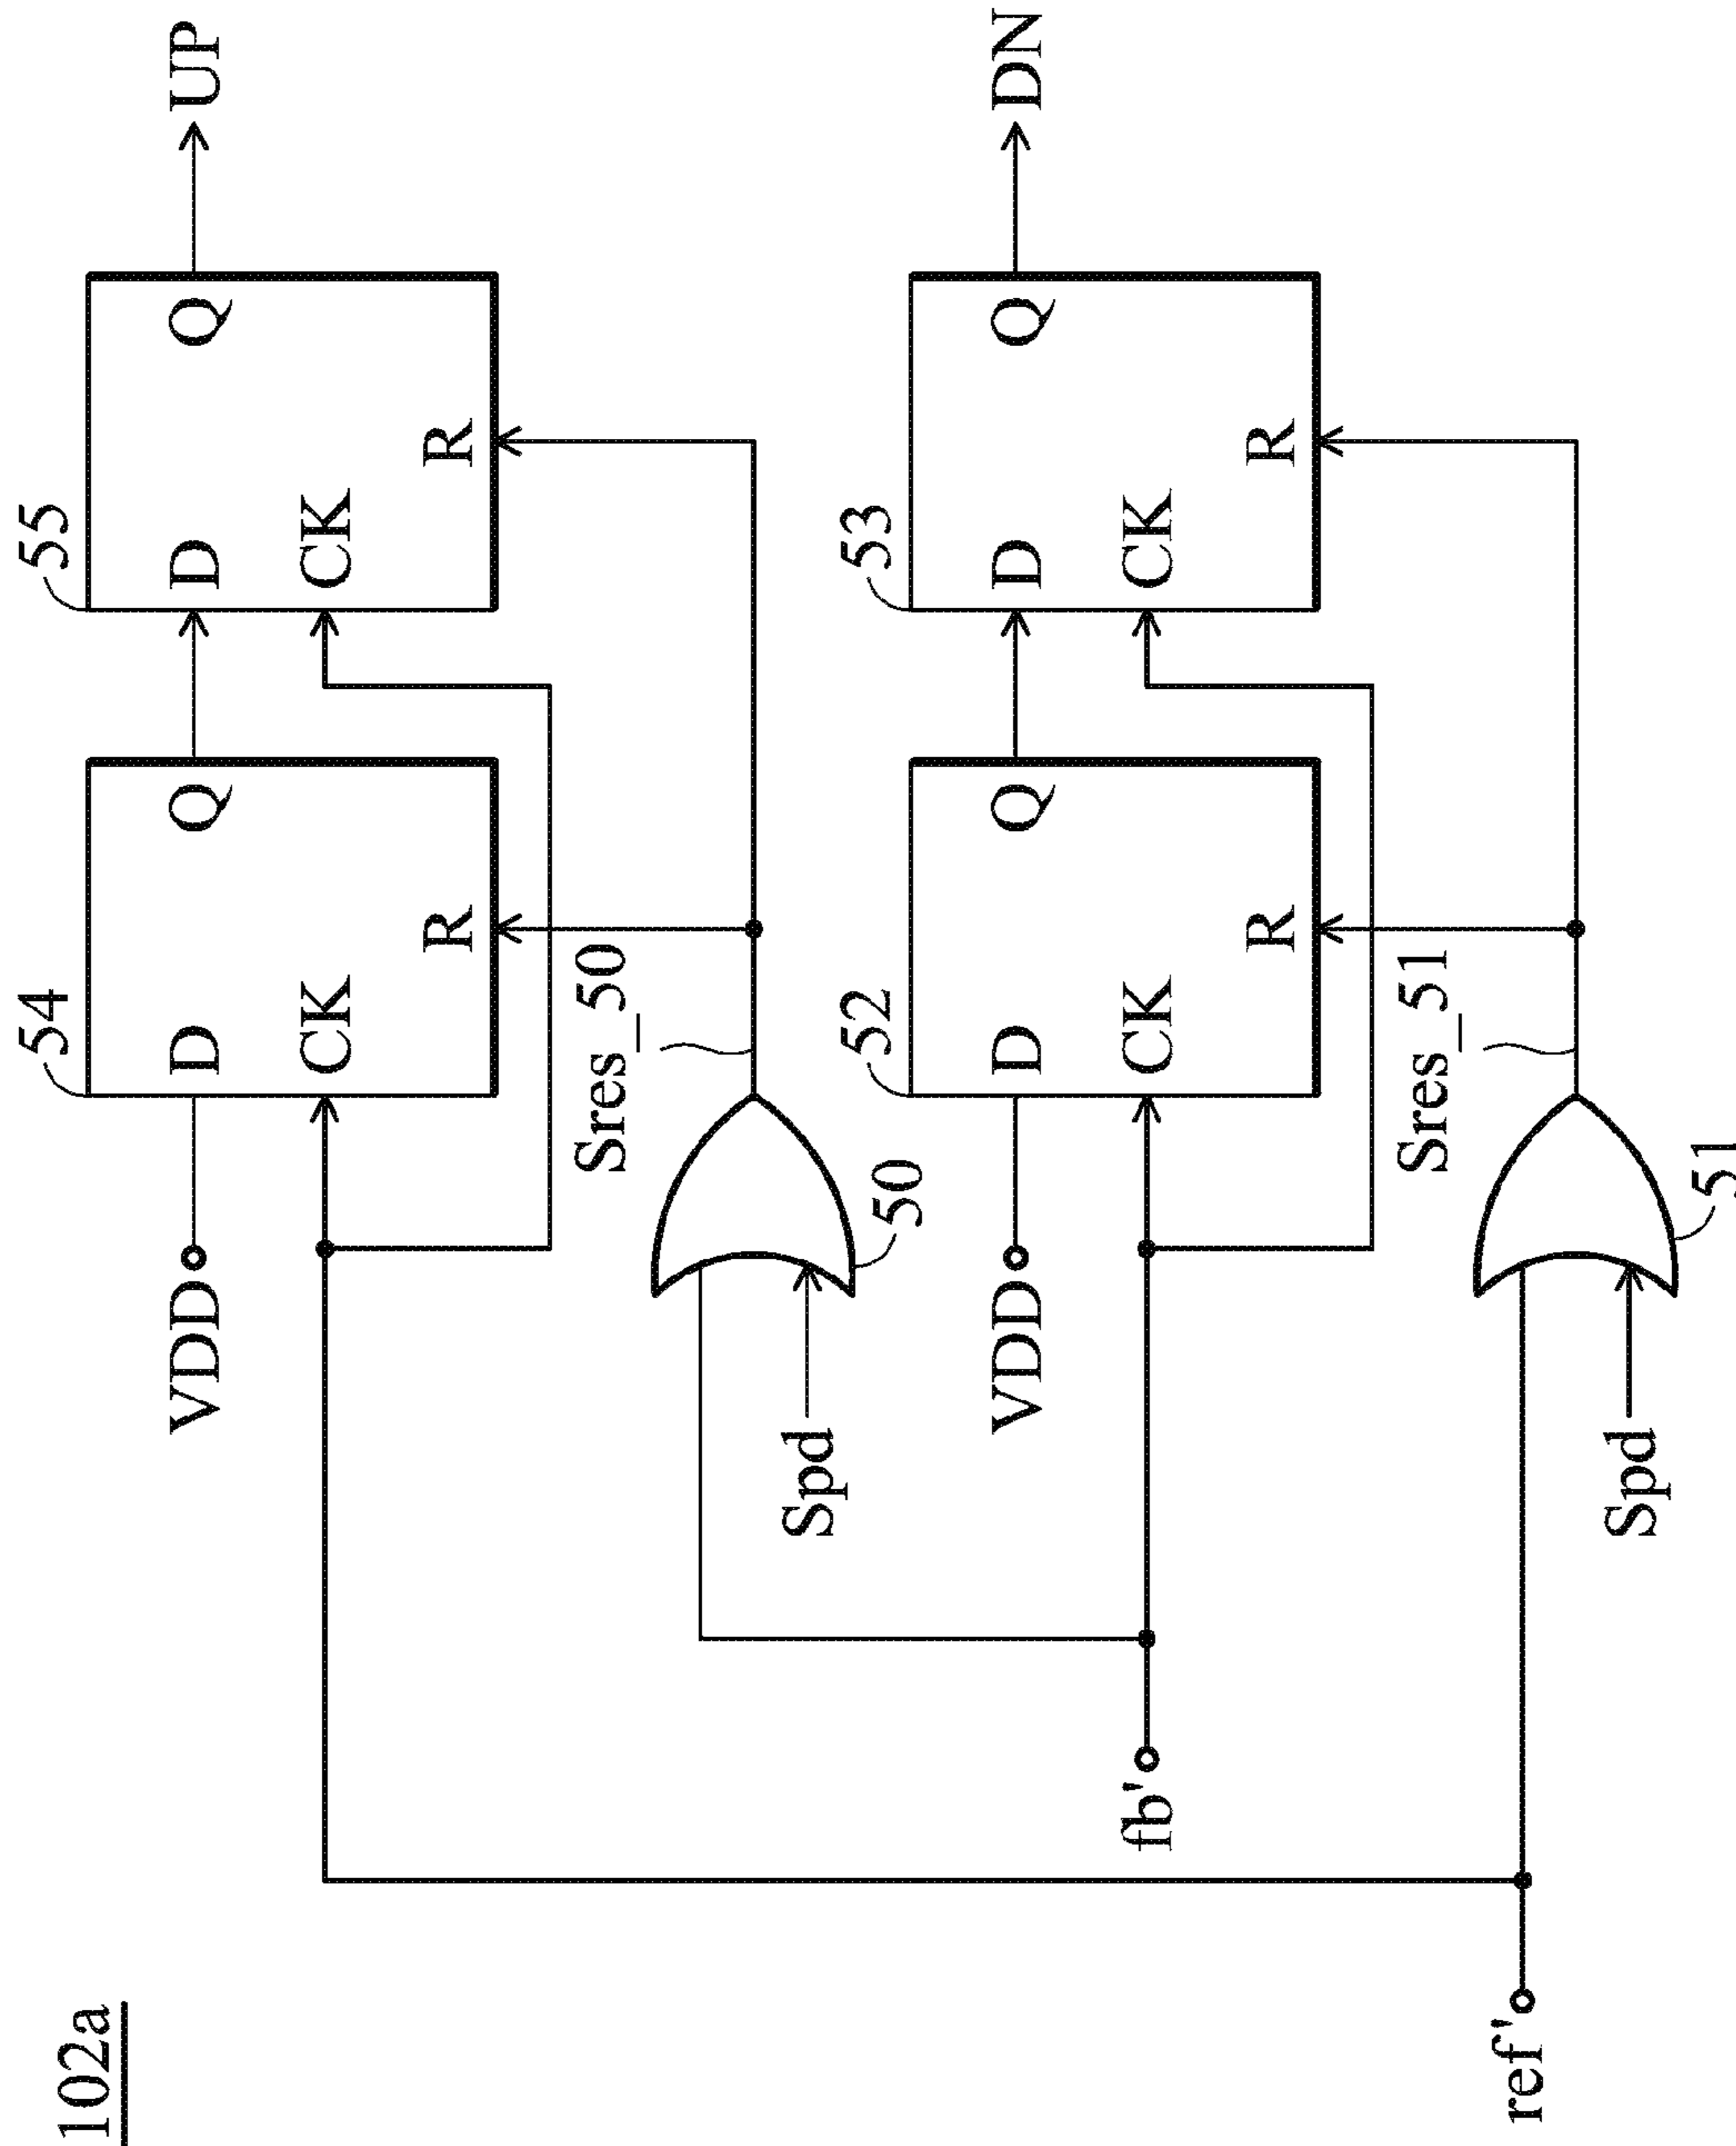 102a
54
55
VDD
D
Q
D
Q
UP
CK
R
CK
R
Sres_50
50
Spd
52
53
VDD
D
Q
D
Q
DN
fb'
CK
R
CK
R
Sres_51
ref'
51
Spd